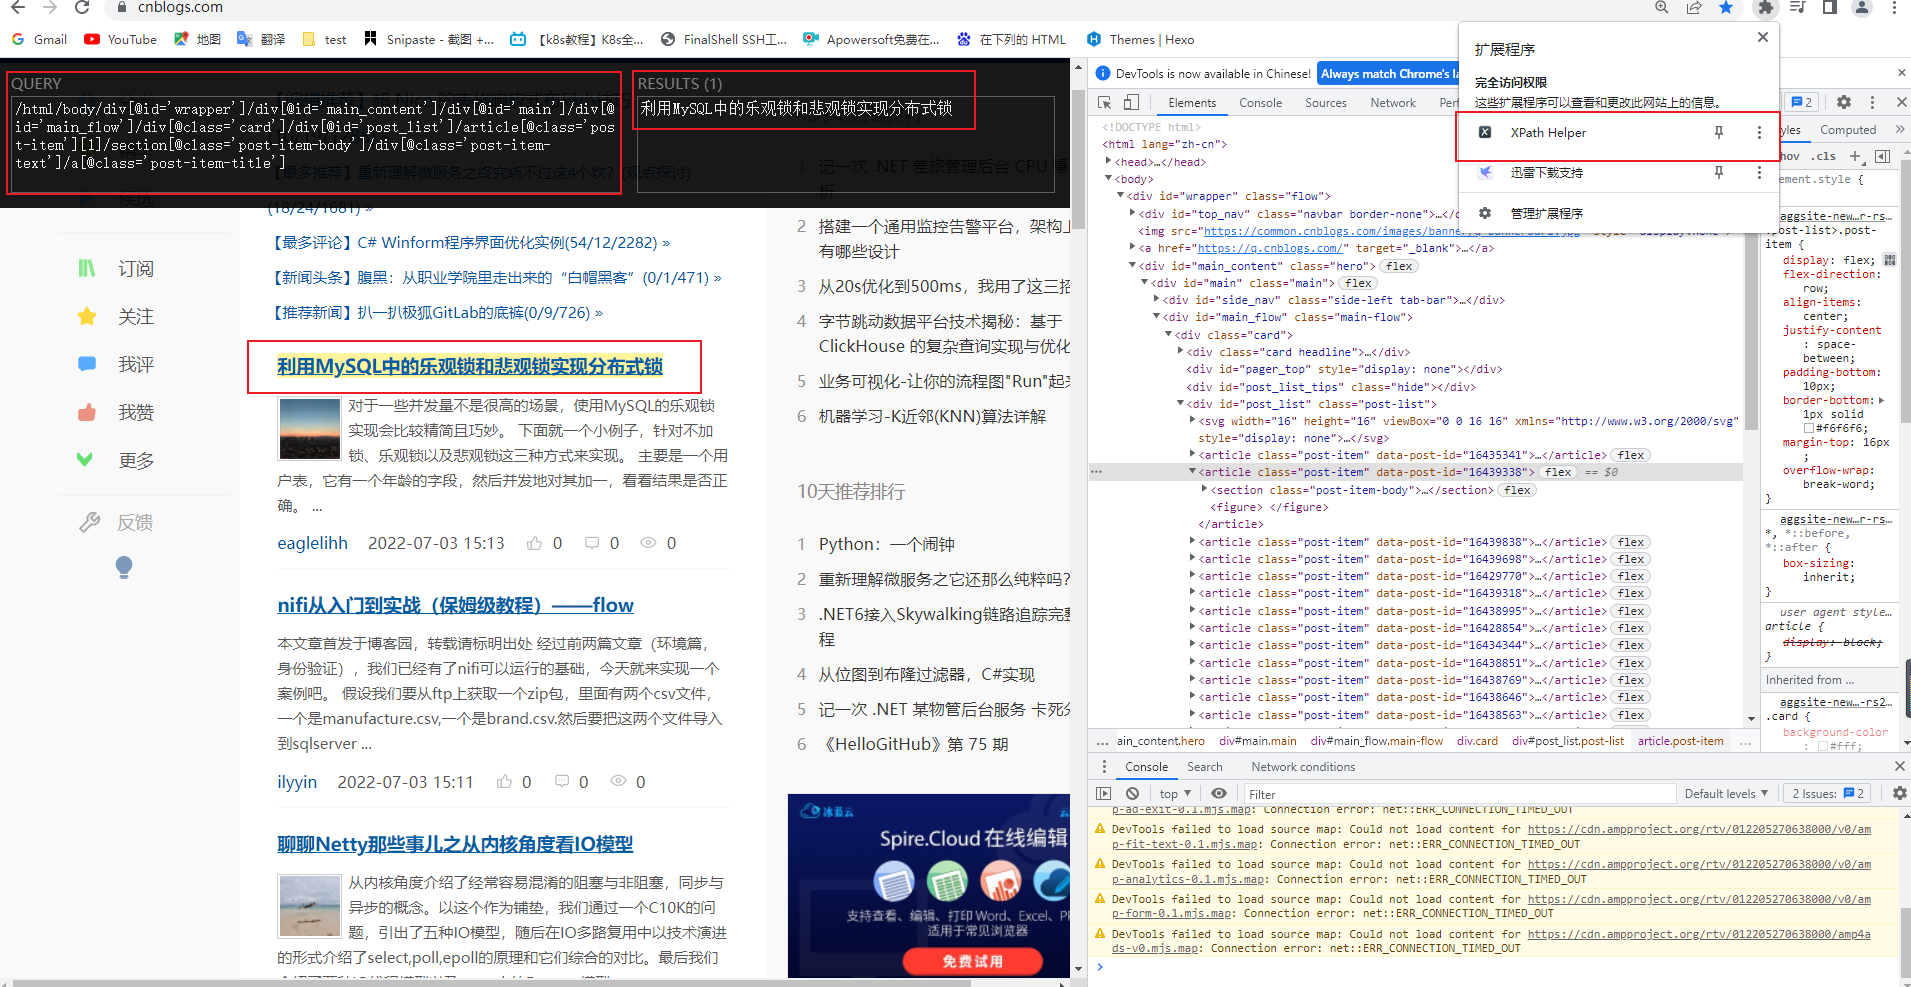 cnblogs.com
Gmail
YouTube
地图
翻译
test
Snipaste - 截图 +...
【k8s教程】K8s全...
FinalShell SSH工...
Apowersoft免费在...
在下列的 HTML
Themes | Hexo
QUERY
/html/body/div[@id='wrapper']/div[@id='main_content']/div[@id='main']/div[@
id='main_flow']/div[@class='card']/div[@id='post_list']/article[@class='pos
t-item'][1]/section[@class='post-item-body']/div[@class='post-item-
text']/a[@class='post-item-title']
RESULTS (1)
利用MySQL中的乐观锁和悲观锁实现分布式锁
【最多推荐】重新理解微服务之终究绕不过这4个坎?(观点探讨)
(18/24/1681) »
【最多评论】C# Winform程序界面优化实例(54/12/2282) »
【新闻头条】腹黑：从职业学院里走出来的“白帽黑客”(0/1/471) »
【推荐新闻】扒一扒极狐GitLab的底裤(0/9/726) »
候选
订阅
关注
我评
我赞
更多
反馈
利用MySQL中的乐观锁和悲观锁实现分布式锁
对于一些并发量不是很高的场景，使用MySQL的乐观锁
实现会比较精简且巧妙。 下面就一个小例子，针对不加
锁、乐观锁以及悲观锁这三种方式来实现。 主要是一个用
户表，它有一个年龄的字段，然后并发地对其加一，看看结果是否正
确。 ...
eaglelihh 2022-07-03 15:13 0 0 0
nifi从入门到实战（保姆级教程）——flow
本文章首发于博客园，转载请标明出处 经过前两篇文章（环境篇，
身份验证），我们已经有了nifi可以运行的基础，今天就来实现一个
案例吧。 假设我们要从ftp上获取一个zip包，里面有两个csv文件，
一个是manufacture.csv,一个是brand.csv.然后要把这两个文件导入
到sqlserver ...
ilyyin 2022-07-03 15:11 0 0 0
聊聊Netty那些事儿之从内核角度看IO模型
从内核角度介绍了经常容易混淆的阻塞与非阻塞，同步与
异步的概念。以这个作为铺垫，我们通过一个C10K的问
题，引出了五种IO模型，随后在IO多路复用中以技术演进
的形式介绍了select,poll,epoll的原理和它们综合的对比。最后我们
1 记一次 .NET 差旅管理后台 CPU 爆
析
2 搭建一个通用监控告警平台，架构上
有哪些设计
3 从20s优化到500ms，我用了这三招
4 字节跳动数据平台技术揭秘：基于
ClickHouse 的复杂查询实现与优化
5 业务可视化-让你的流程图"Run"起来
6 机器学习-K近邻(KNN)算法详解
10天推荐排行
1 Python：一个闹钟
2 重新理解微服务之它还那么纯粹吗?
3 .NET6接入Skywalking链路追踪完整
程
4 从位图到布隆过滤器，C#实现
5 记一次 .NET 某物管后台服务 卡死分
6 《HelloGitHub》第 75 期
冰蓝云
Spire.Cloud 在线编辑
支持查看、编辑、打印 Word、Excel、PP
适用于常见浏览器
免费试用
DevTools is now available in Chinese!
Always match Chrome's la
Elements
Console
Sources
Network
Perf
2
<!DOCTYPE html>
<html lang="zh-cn">
<head>…</head>
<body>
<div id="wrapper" class="flow">
<div id="top_nav" class="navbar border-none">…</d
<img src="https://common.cnblogs.com/images/banner/
<a href="https://q.cnblogs.com/" target="_blank">…</a>
<div id="main_content" class="hero"> flex
<div id="main" class="main"> flex
<div id="side_nav" class="side-left tab-bar">…</div>
<div id="main_flow" class="main-flow">
<div class="card">
<div class="card headline">…</div>
<div id="pager_top" style="display: none"></div>
<div id="post_list_tips" class="hide"></div>
<div id="post_list" class="post-list">
<svg width="16" height="16" viewBox="0 0 16 16" xmlns="http://www.w3.org/2000/svg"
style="display: none">…</svg>
<article class="post-item" data-post-id="16435341">…</article> flex
<article class="post-item" data-post-id="16439338"> flex == $0
<section class="post-item-body">…</section> flex
<figure> </figure>
</article>
<article class="post-item" data-post-id="16439838">…</article> flex
<article class="post-item" data-post-id="16439698">…</article> flex
<article class="post-item" data-post-id="16429770">…</article> flex
<article class="post-item" data-post-id="16439318">…</article> flex
<article class="post-item" data-post-id="16438995">…</article> flex
<article class="post-item" data-post-id="16428854">…</article> flex
<article class="post-item" data-post-id="16434344">…</article> flex
<article class="post-item" data-post-id="16438851">…</article> flex
<article class="post-item" data-post-id="16438769">…</article> flex
<article class="post-item" data-post-id="16438646">…</article> flex
<article class="post-item" data-post-id="16438563">…</article> flex
... ain_content.hero div#main.main div#main_flow.main-flow div.card div#post_list.post-list article.post-item ...
扩展程序
完全访问权限
这些扩展程序可以查看和更改此网站上的信息。
XPath Helper
迅雷下载支持
管理扩展程序
yles
Computed
hov .cls
ement.style {
aggsite-new…r-rs…
post-list>.post-
item {
display: flex;
flex-direction:
row;
align-items:
center;
justify-content
: space-
between;
padding-bottom:
10px;
border-bottom:
1px solid
#f6f6f6;
margin-top: 16px
;
overflow-wrap:
break-word;
}
aggsite-new…r-rs…
*, *::before,
*::after {
box-sizing:
inherit;
}
user agent style…
article {
display: block;
}
Inherited from ...
aggsite-new…-rs2…
.card {
background-color
: #fff;
Console
Search
Network conditions
top
Filter
Default levels
2 Issues: 2
p-ad-exit-0.1.mjs.map: Connection error: net::ERR_CONNECTION_TIMED_OUT
DevTools failed to load source map: Could not load content for https://cdn.ampproject.org/rtv/012205270638000/v0/am
p-fit-text-0.1.mjs.map: Connection error: net::ERR_CONNECTION_TIMED_OUT
DevTools failed to load source map: Could not load content for https://cdn.ampproject.org/rtv/012205270638000/v0/am
p-analytics-0.1.mjs.map: Connection error: net::ERR_CONNECTION_TIMED_OUT
DevTools failed to load source map: Could not load content for https://cdn.ampproject.org/rtv/012205270638000/v0/am
p-form-0.1.mjs.map: Connection error: net::ERR_CONNECTION_TIMED_OUT
DevTools failed to load source map: Could not load content for https://cdn.ampproject.org/rtv/012205270638000/amp4a
ds-v0.mjs.map: Connection error: net::ERR_CONNECTION_TIMED_OUT